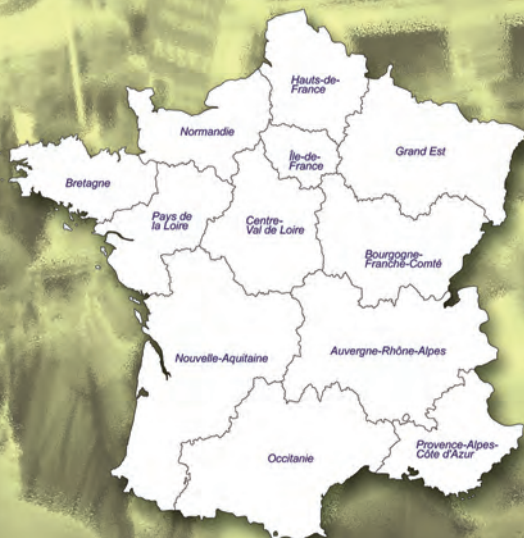 Hauts-de-
France
Normandie
Île-de-
France
Grand Est
Bretagne
Pays de
la Loire
Centre-
Val de Loire
Bourgogne-
Franche-Comté
Nouvelle-Aquitaine
Auvergne-Rhône-Alpes
Provence-Alpes-
Côte d'Azur
Occitanie